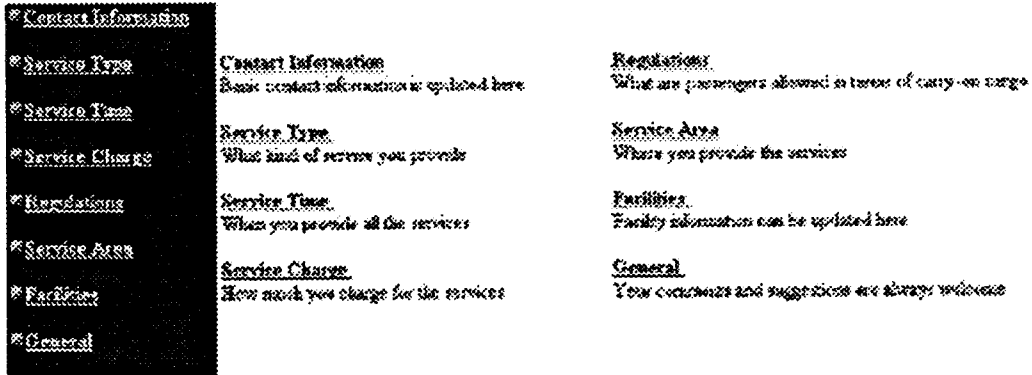 Contact Information
Service Type
Service Time
Service Charge
Regulations
Service Area
Facilities
General
Contact Information
Basic contact information is updated here
Service Type
What kind of service you provide
Service Time
When you provide all the services
Service Charge
How much you charge for the services
Regulations
What are passengers allowed in terms of carry-on cargo
Service Area
Where you provide the services
Facilities
Facility information can be updated here
General
Your comments and suggestions are always welcome